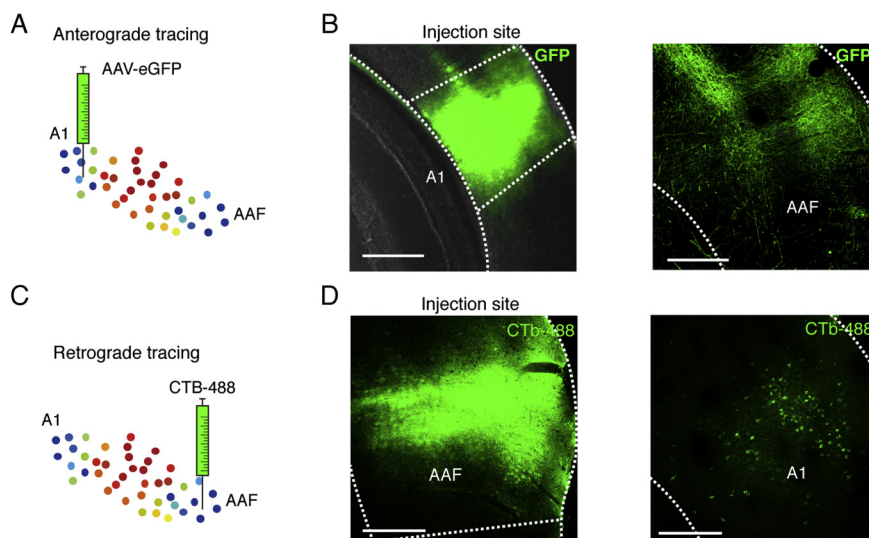 A
Anterograde tracing
AAV-eGFP
A1
AAF
B
Injection site
GFP
A1
GFP
AAF
C
Retrograde tracing
CTB-488
A1
AAF
D
Injection site
CTb-488
AAF
CTb-488
A1